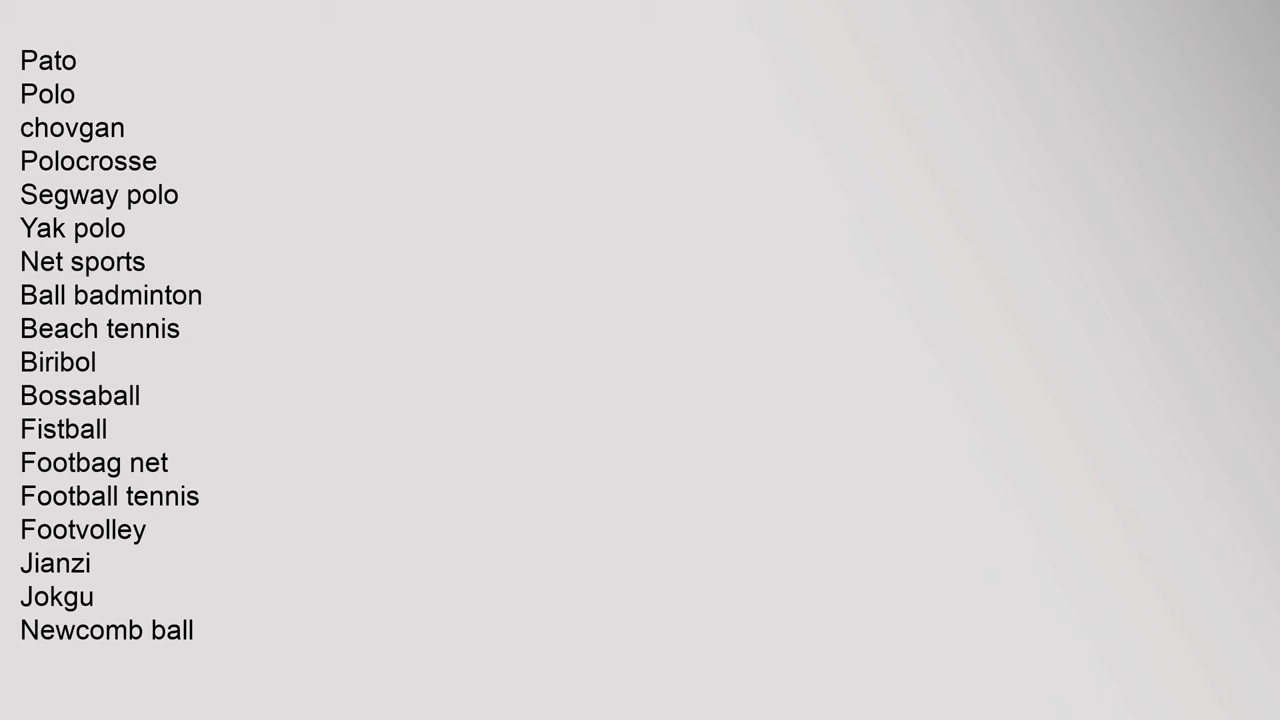 Pato
Polo
chovgan
Polocrosse
Segway polo
Yak polo
Net sports
Ball badminton
Beach tennis
Biribol
Bossaball
Fistball
Footbag net
Football tennis
Footvolley
Jianzi
Jokgu
Newcomb ball